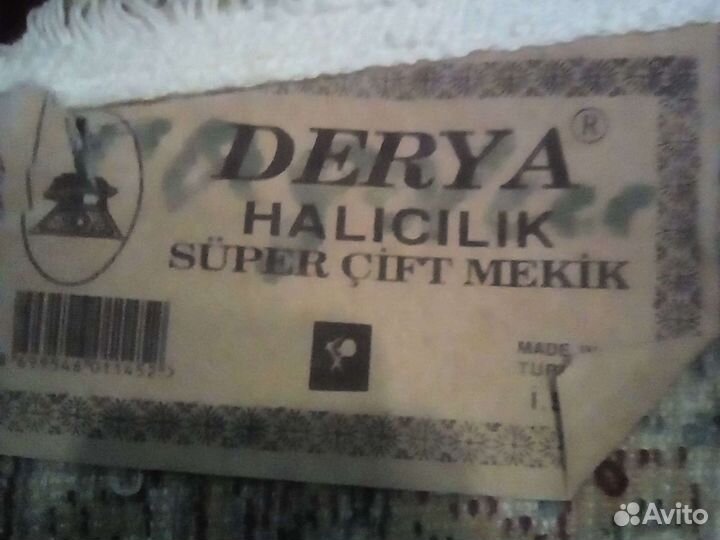 DERYA®
HALICILIK
SÜPER ÇİFT MEKİK
MADE
Avito